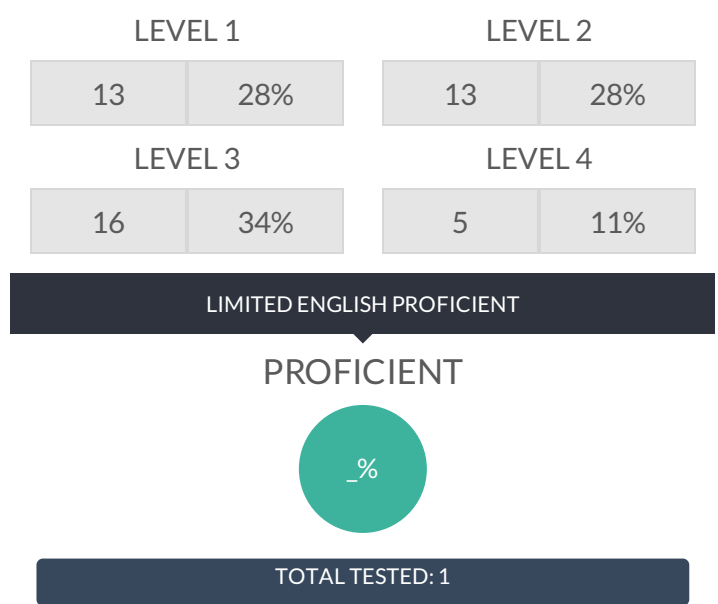 LEVEL 1
LEVEL 2
13 28%
13 28%
LEVEL 3
LEVEL 4
16 34%
5 11%
LIMITED ENGLISH PROFICIENT
PROFICIENT
_%
TOTAL TESTED: 1